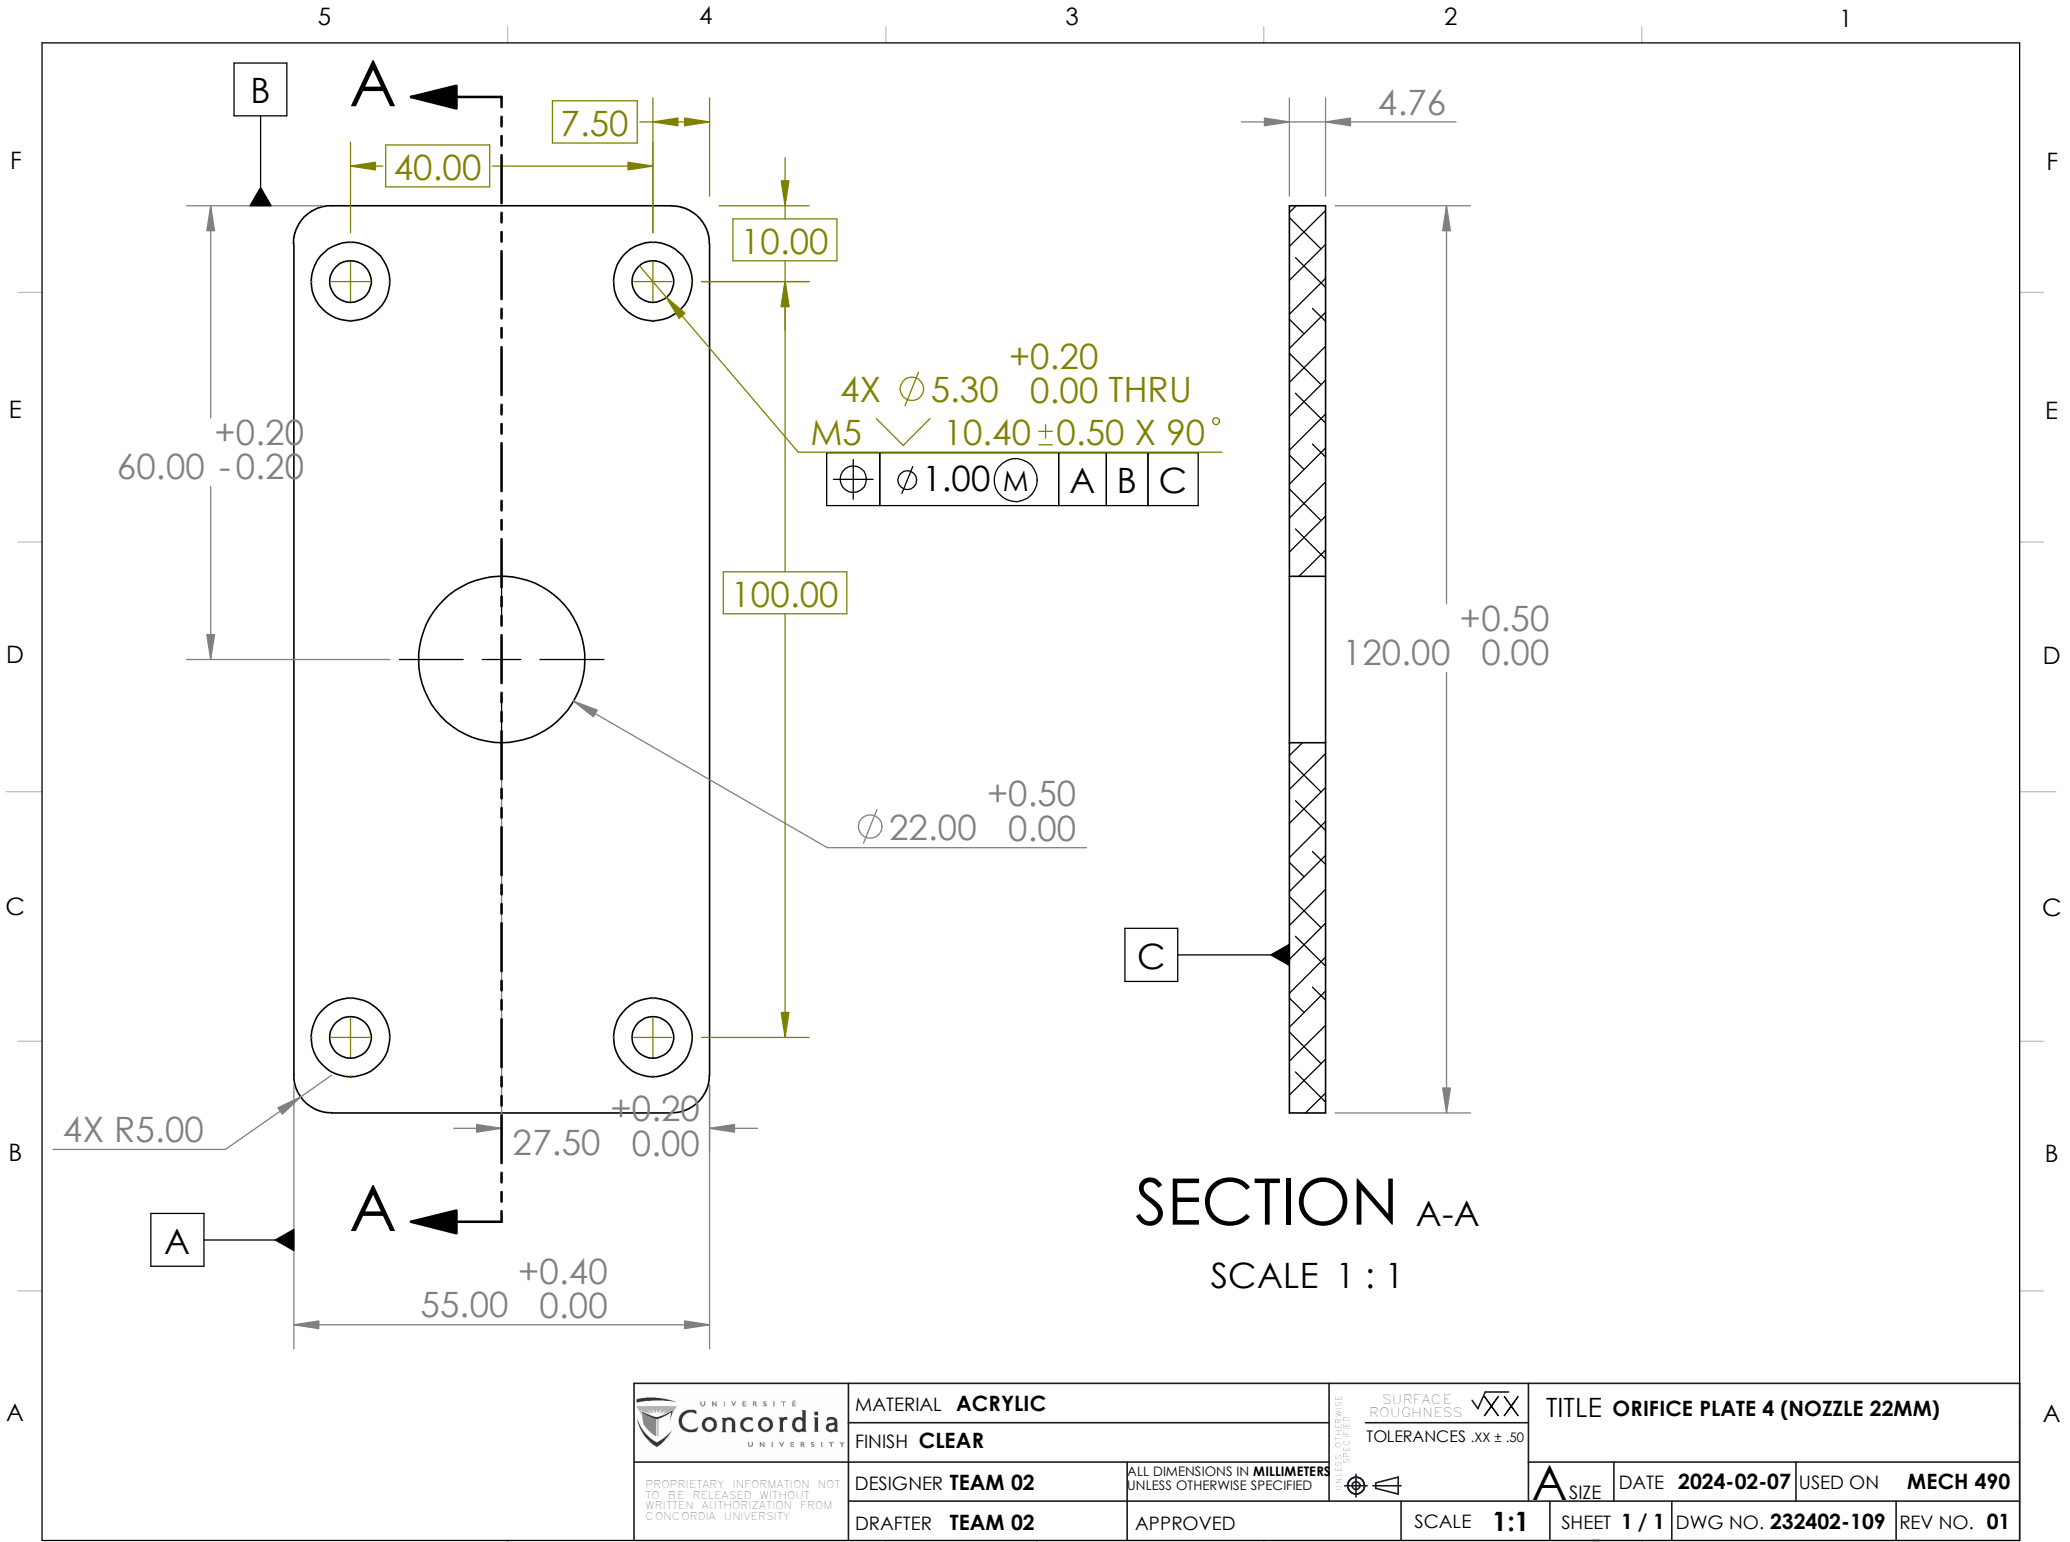 5 4 3 2 1
B
A
7.50
4.76
40.00
F F
10.00
+0.20
4X ⌀5.30 0.00 THRU
M5 ⌵ 10.40 ±0.50 X 90°
E E
+0.20
60.00 -0.20
⌖ ⌀1.00 Ⓜ A B C
100.00
+0.50
120.00 0.00
D D
+0.50
⌀22.00 0.00
C C
C
4X R5.00
+0.20
27.50 0.00
B B
A
A
SECTION A-A
SCALE 1 : 1
+0.40
55.00 0.00
A A
UNIVERSITÉ
Concordia
UNIVERSITY
PROPRIETARY INFORMATION NOT
TO BE RELEASED WITHOUT
WRITTEN AUTHORIZATION FROM
CONCORDIA UNIVERSITY
MATERIAL ACRYLIC
FINISH CLEAR
DESIGNER TEAM 02
DRAFTER TEAM 02
ALL DIMENSIONS IN MILLIMETERS
UNLESS OTHERWISE SPECIFIED
APPROVED
UNLESS OTHERWISE
SPECIFIED
SURFACE
ROUGHNESS √XX
TOLERANCES .XX ± .50
SCALE 1:1
TITLE ORIFICE PLATE 4 (NOZZLE 22MM)
A SIZE
DATE 2024-02-07
USED ON MECH 490
SHEET 1 / 1
DWG NO. 232402-109
REV NO. 01